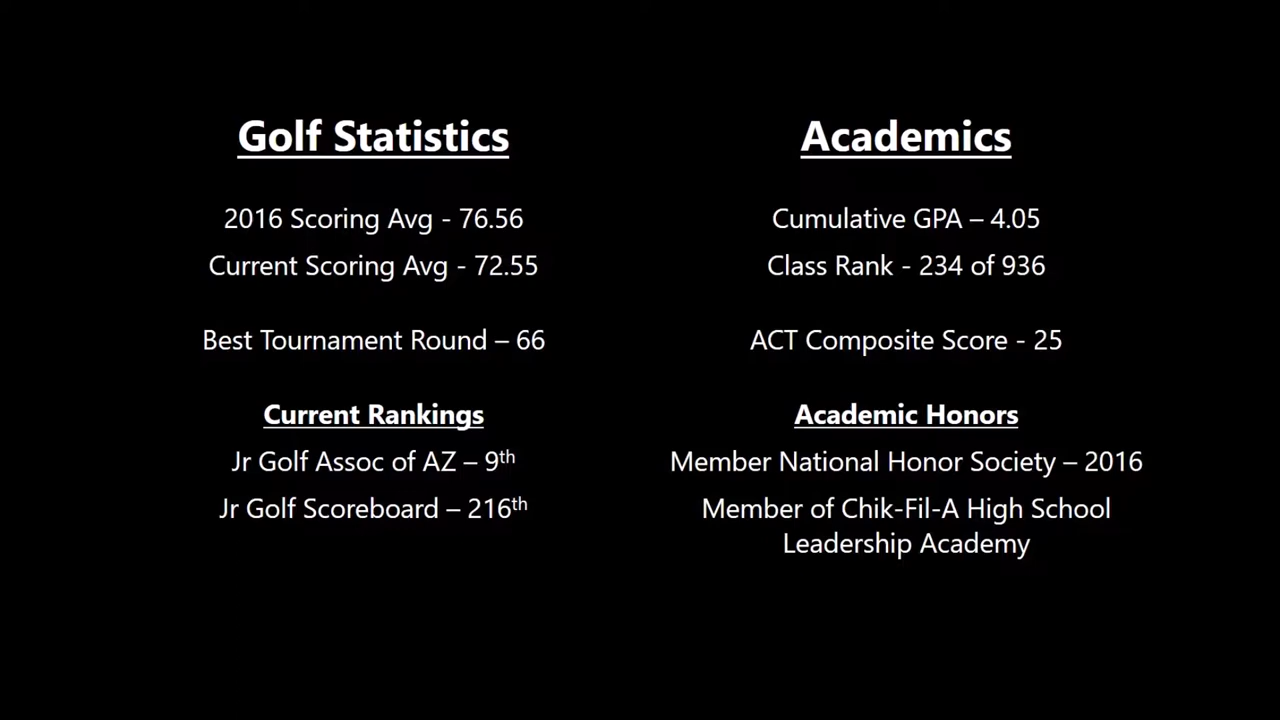 Golf Statistics
2016 Scoring Avg - 76.56
Current Scoring Avg - 72.55
Best Tournament Round – 66
Current Rankings
Jr Golf Assoc of AZ – 9th
Jr Golf Scoreboard – 216th
Academics
Cumulative GPA – 4.05
Class Rank - 234 of 936
ACT Composite Score - 25
Academic Honors
Member National Honor Society – 2016
Member of Chik-Fil-A High School
Leadership Academy